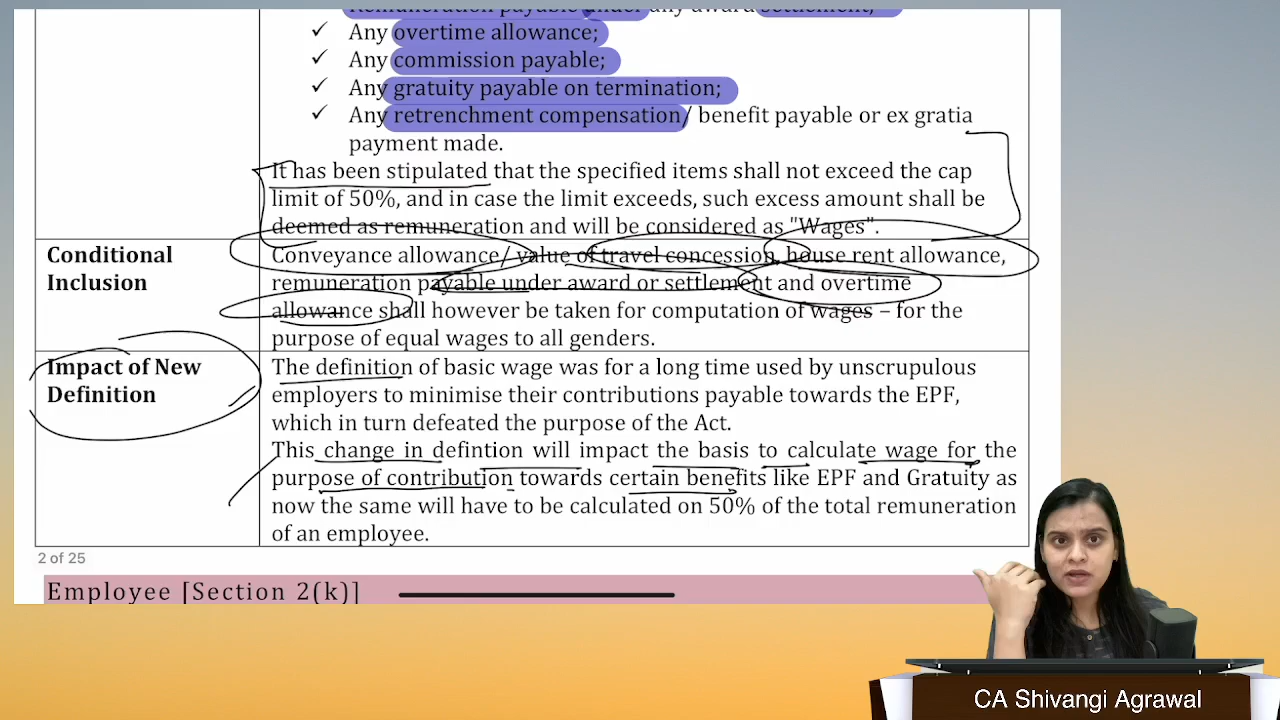 Remuneration payable under any award settlement;
✓ Any overtime allowance;
✓ Any commission payable;
✓ Any gratuity payable on termination;
✓ Any retrenchment compensation/ benefit payable or ex gratia
payment made.
It has been stipulated that the specified items shall not exceed the cap
limit of 50%, and in case the limit exceeds, such excess amount shall be
deemed as remuneration and will be considered as "Wages".
Conditional
Inclusion
Conveyance allowance/ value of travel concession, house rent allowance,
remuneration payable under award or settlement and overtime
allowance shall however be taken for computation of wages – for the
purpose of equal wages to all genders.
Impact of New
Definition
The definition of basic wage was for a long time used by unscrupulous
employers to minimise their contributions payable towards the EPF,
which in turn defeated the purpose of the Act.
This change in defintion will impact the basis to calculate wage for the
purpose of contribution towards certain benefits like EPF and Gratuity as
now the same will have to be calculated on 50% of the total remuneration
of an employee.
2 of 25
Employee [Section 2(k)]
CA Shivangi Agrawal